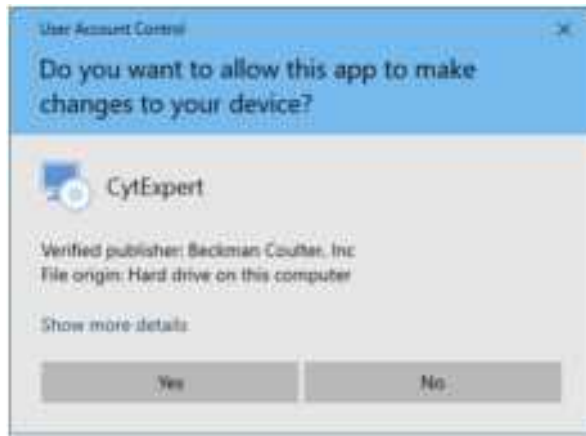 User Account Control
Do you want to allow this app to make
changes to your device?
CytExpert
Verified publisher: Beckman Coulter, Inc
File origin: Hard drive on this computer
Show more details
Yes
No